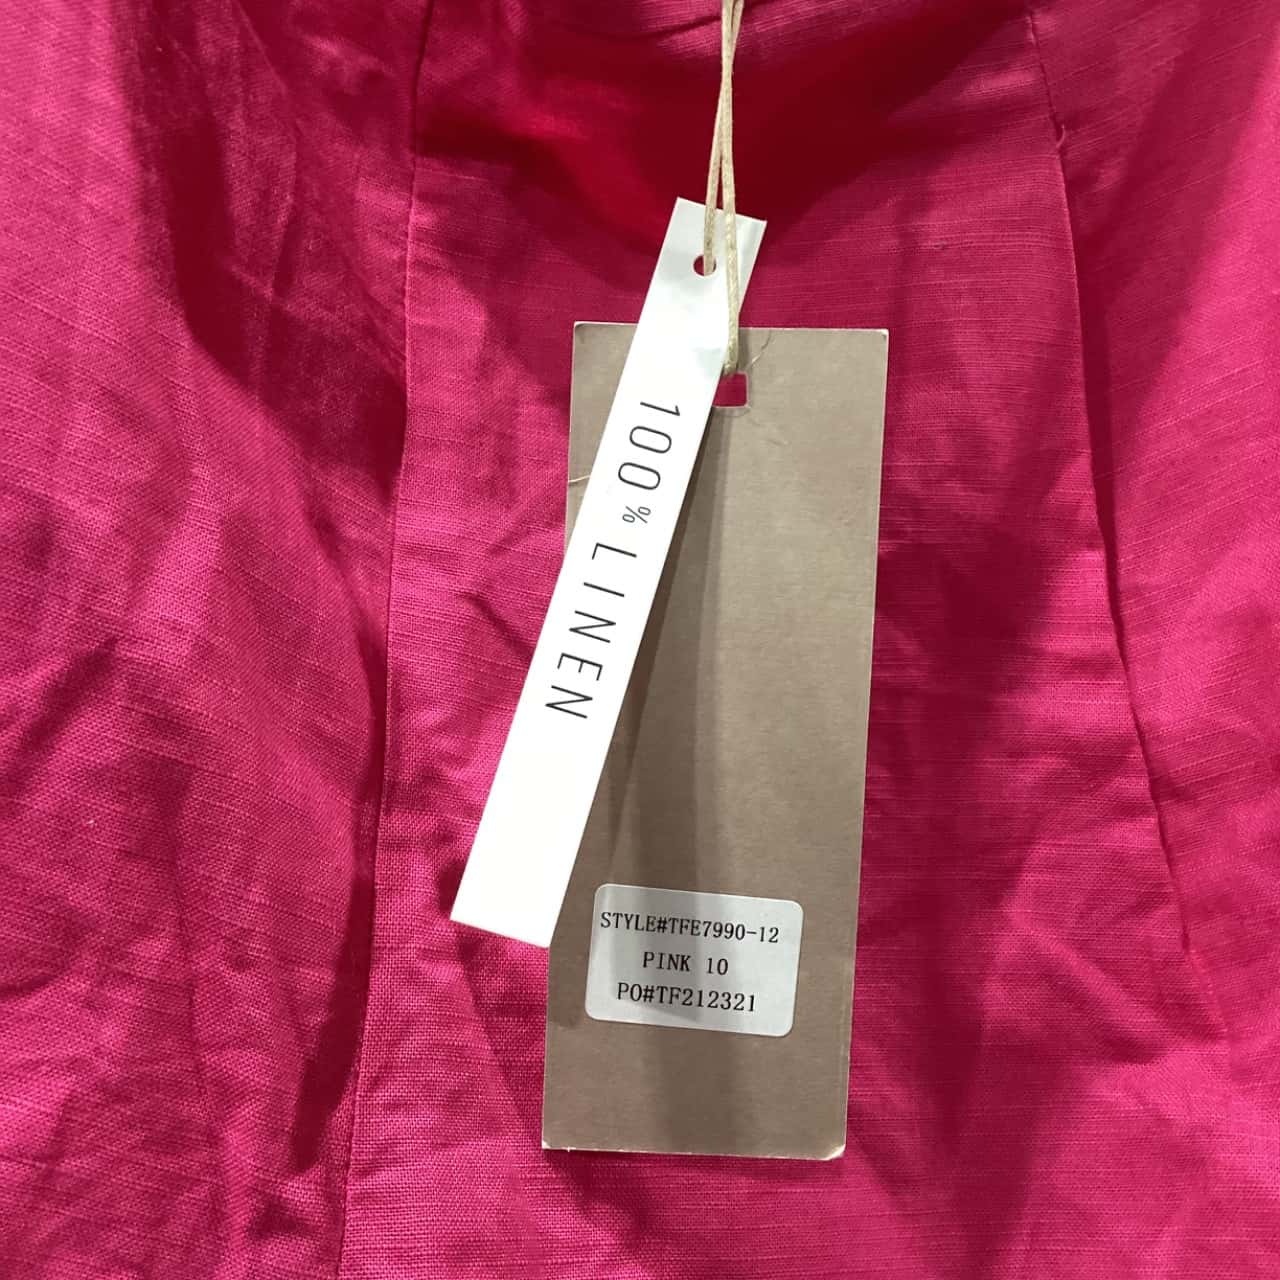 100% LINEN
STYLE#TFE7990-12
PINK 10
PO#TF212321